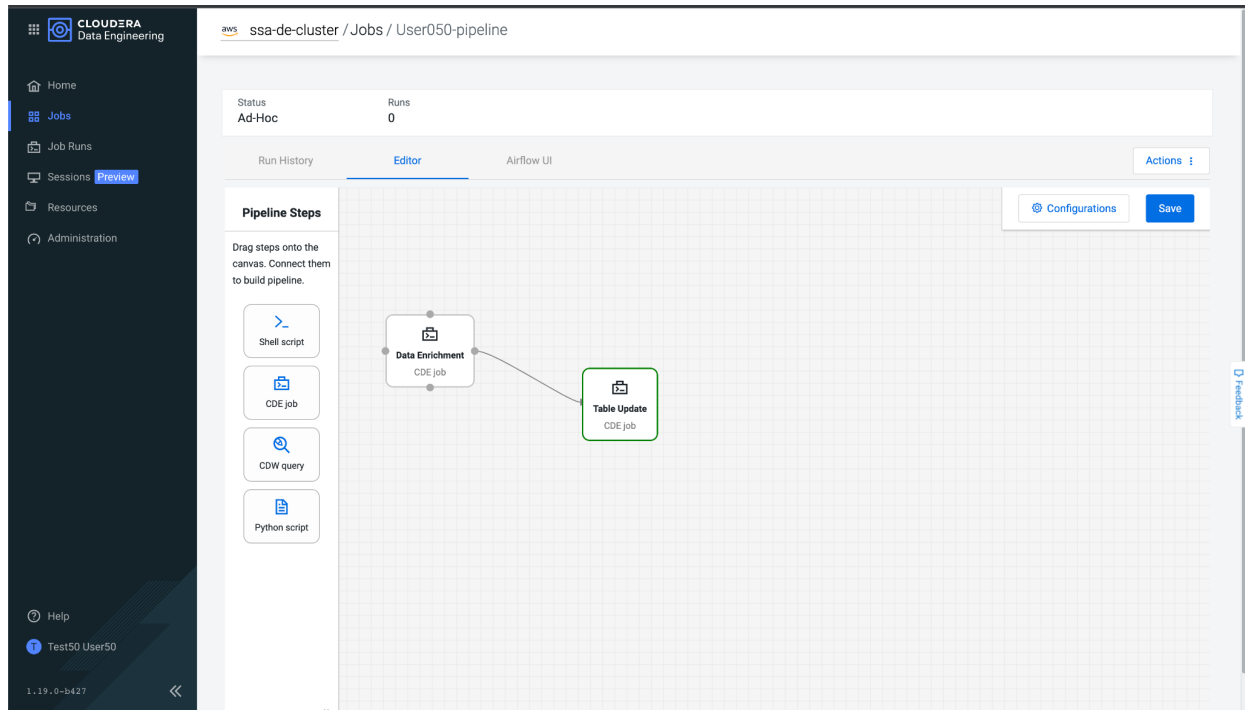 CLOUDERA
Data Engineering
aws ssa-de-cluster / Jobs / User050-pipeline
Home
Jobs
Job Runs
Sessions Preview
Resources
Administration
Help
T Test50 User50
1.19.0-b427
Status
Ad-Hoc
Runs
0
Run History
Editor
Airflow UI
Actions
Pipeline Steps
Drag steps onto the
canvas. Connect them
to build pipeline.
Shell script
CDE job
CDW query
Python script
Configurations
Save
Data Enrichment
CDE job
Table Update
CDE job
Feedback